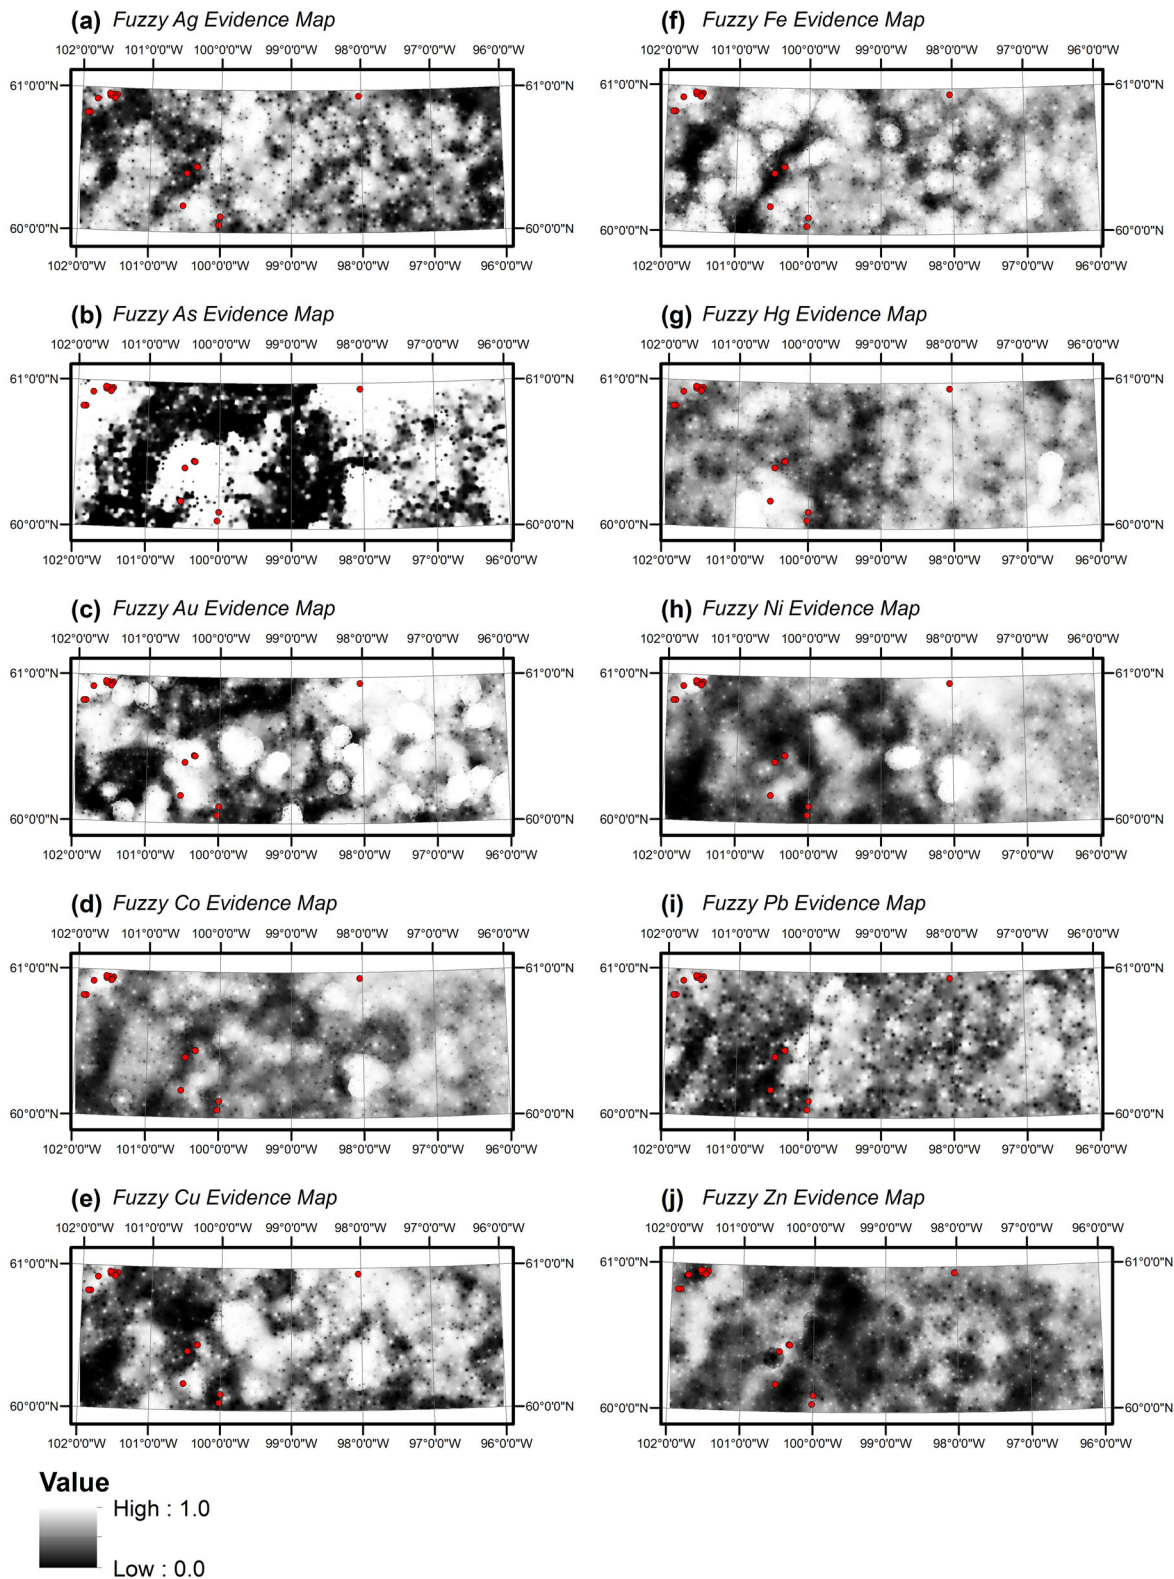 (a) Fuzzy Ag Evidence Map
102°0'0"W 101°0'0"W 100°0'0"W 99°0'0"W 98°0'0"W 97°0'0"W 96°0'0"W
61°0'0"N 61°0'0"N
60°0'0"N 60°0'0"N
102°0'0"W 101°0'0"W 100°0'0"W 99°0'0"W 98°0'0"W 97°0'0"W 96°0'0"W
(b) Fuzzy As Evidence Map
102°0'0"W 101°0'0"W 100°0'0"W 99°0'0"W 98°0'0"W 97°0'0"W 96°0'0"W
61°0'0"N 61°0'0"N
60°0'0"N 60°0'0"N
102°0'0"W 101°0'0"W 100°0'0"W 99°0'0"W 98°0'0"W 97°0'0"W 96°0'0"W
(c) Fuzzy Au Evidence Map
102°0'0"W 101°0'0"W 100°0'0"W 99°0'0"W 98°0'0"W 97°0'0"W 96°0'0"W
61°0'0"N 61°0'0"N
60°0'0"N 60°0'0"N
102°0'0"W 101°0'0"W 100°0'0"W 99°0'0"W 98°0'0"W 97°0'0"W 96°0'0"W
(d) Fuzzy Co Evidence Map
102°0'0"W 101°0'0"W 100°0'0"W 99°0'0"W 98°0'0"W 97°0'0"W 96°0'0"W
61°0'0"N 61°0'0"N
60°0'0"N 60°0'0"N
102°0'0"W 101°0'0"W 100°0'0"W 99°0'0"W 98°0'0"W 97°0'0"W 96°0'0"W
(e) Fuzzy Cu Evidence Map
102°0'0"W 101°0'0"W 100°0'0"W 99°0'0"W 98°0'0"W 97°0'0"W 96°0'0"W
61°0'0"N 61°0'0"N
60°0'0"N 60°0'0"N
102°0'0"W 101°0'0"W 100°0'0"W 99°0'0"W 98°0'0"W 97°0'0"W 96°0'0"W
(f) Fuzzy Fe Evidence Map
102°0'0"W 101°0'0"W 100°0'0"W 99°0'0"W 98°0'0"W 97°0'0"W 96°0'0"W
61°0'0"N 61°0'0"N
60°0'0"N 60°0'0"N
102°0'0"W 101°0'0"W 100°0'0"W 99°0'0"W 98°0'0"W 97°0'0"W 96°0'0"W
(g) Fuzzy Hg Evidence Map
102°0'0"W 101°0'0"W 100°0'0"W 99°0'0"W 98°0'0"W 97°0'0"W 96°0'0"W
61°0'0"N 61°0'0"N
60°0'0"N 60°0'0"N
102°0'0"W 101°0'0"W 100°0'0"W 99°0'0"W 98°0'0"W 97°0'0"W 96°0'0"W
(h) Fuzzy Ni Evidence Map
102°0'0"W 101°0'0"W 100°0'0"W 99°0'0"W 98°0'0"W 97°0'0"W 96°0'0"W
61°0'0"N 61°0'0"N
60°0'0"N 60°0'0"N
102°0'0"W 101°0'0"W 100°0'0"W 99°0'0"W 98°0'0"W 97°0'0"W 96°0'0"W
(i) Fuzzy Pb Evidence Map
102°0'0"W 101°0'0"W 100°0'0"W 99°0'0"W 98°0'0"W 97°0'0"W 96°0'0"W
61°0'0"N 61°0'0"N
60°0'0"N 60°0'0"N
102°0'0"W 101°0'0"W 100°0'0"W 99°0'0"W 98°0'0"W 97°0'0"W 96°0'0"W
(j) Fuzzy Zn Evidence Map
102°0'0"W 101°0'0"W 100°0'0"W 99°0'0"W 98°0'0"W 97°0'0"W 96°0'0"W
61°0'0"N 61°0'0"N
60°0'0"N 60°0'0"N
102°0'0"W 101°0'0"W 100°0'0"W 99°0'0"W 98°0'0"W 97°0'0"W 96°0'0"W
Value
High : 1.0
Low : 0.0